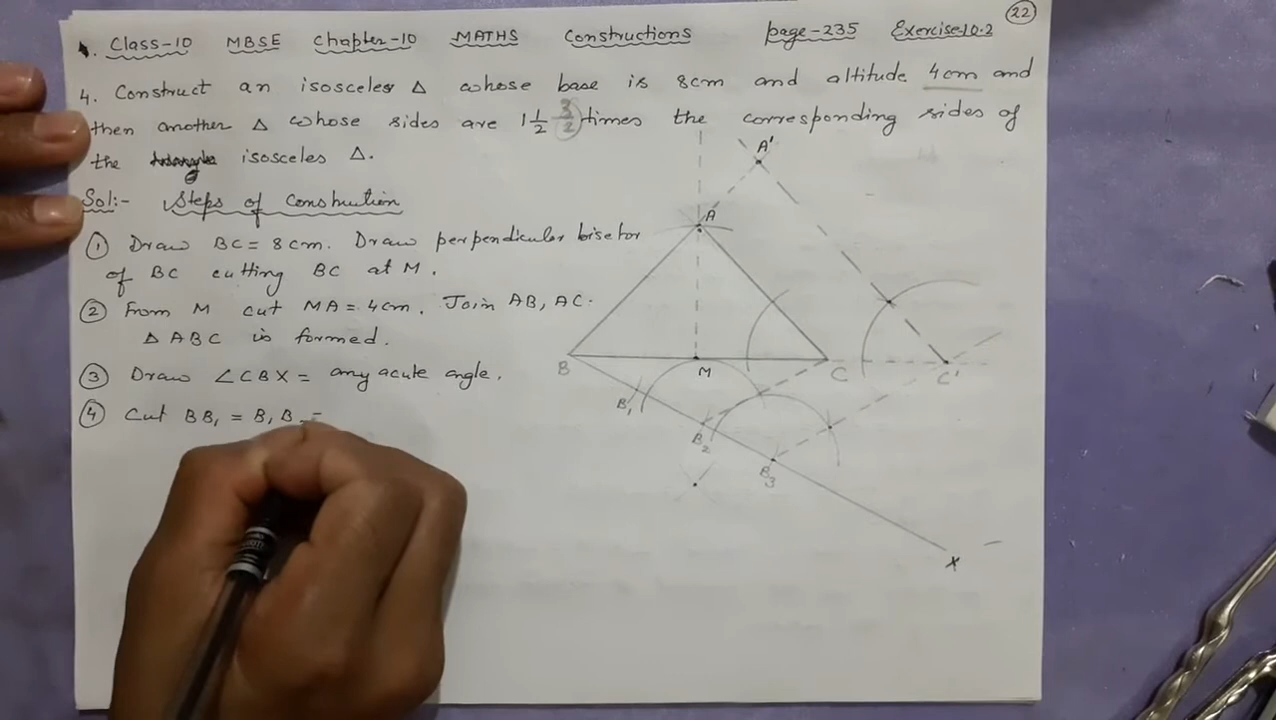 22
Class-10 MBSE Chapter-10 MATHS Constructions page-235 Exercise-10.2
4. Construct an isosceles △ whose base is 8cm and altitude 4cm and
then another △ whose sides are 1 1/2 3/2 times the corresponding sides of
the isosceles △.
Sol:- Steps of Construction
① Draw BC = 8cm. Draw perpendicular bisetor
of BC cutting BC at M.
② From M cut MA = 4cm. Join AB, AC.
△ ABC is formed.
③ Draw ∠CBX = any acute angle.
④ Cut BB₁ = B₁B
A'
A
B
M
C
C'
B₁
B₂
B₃
X